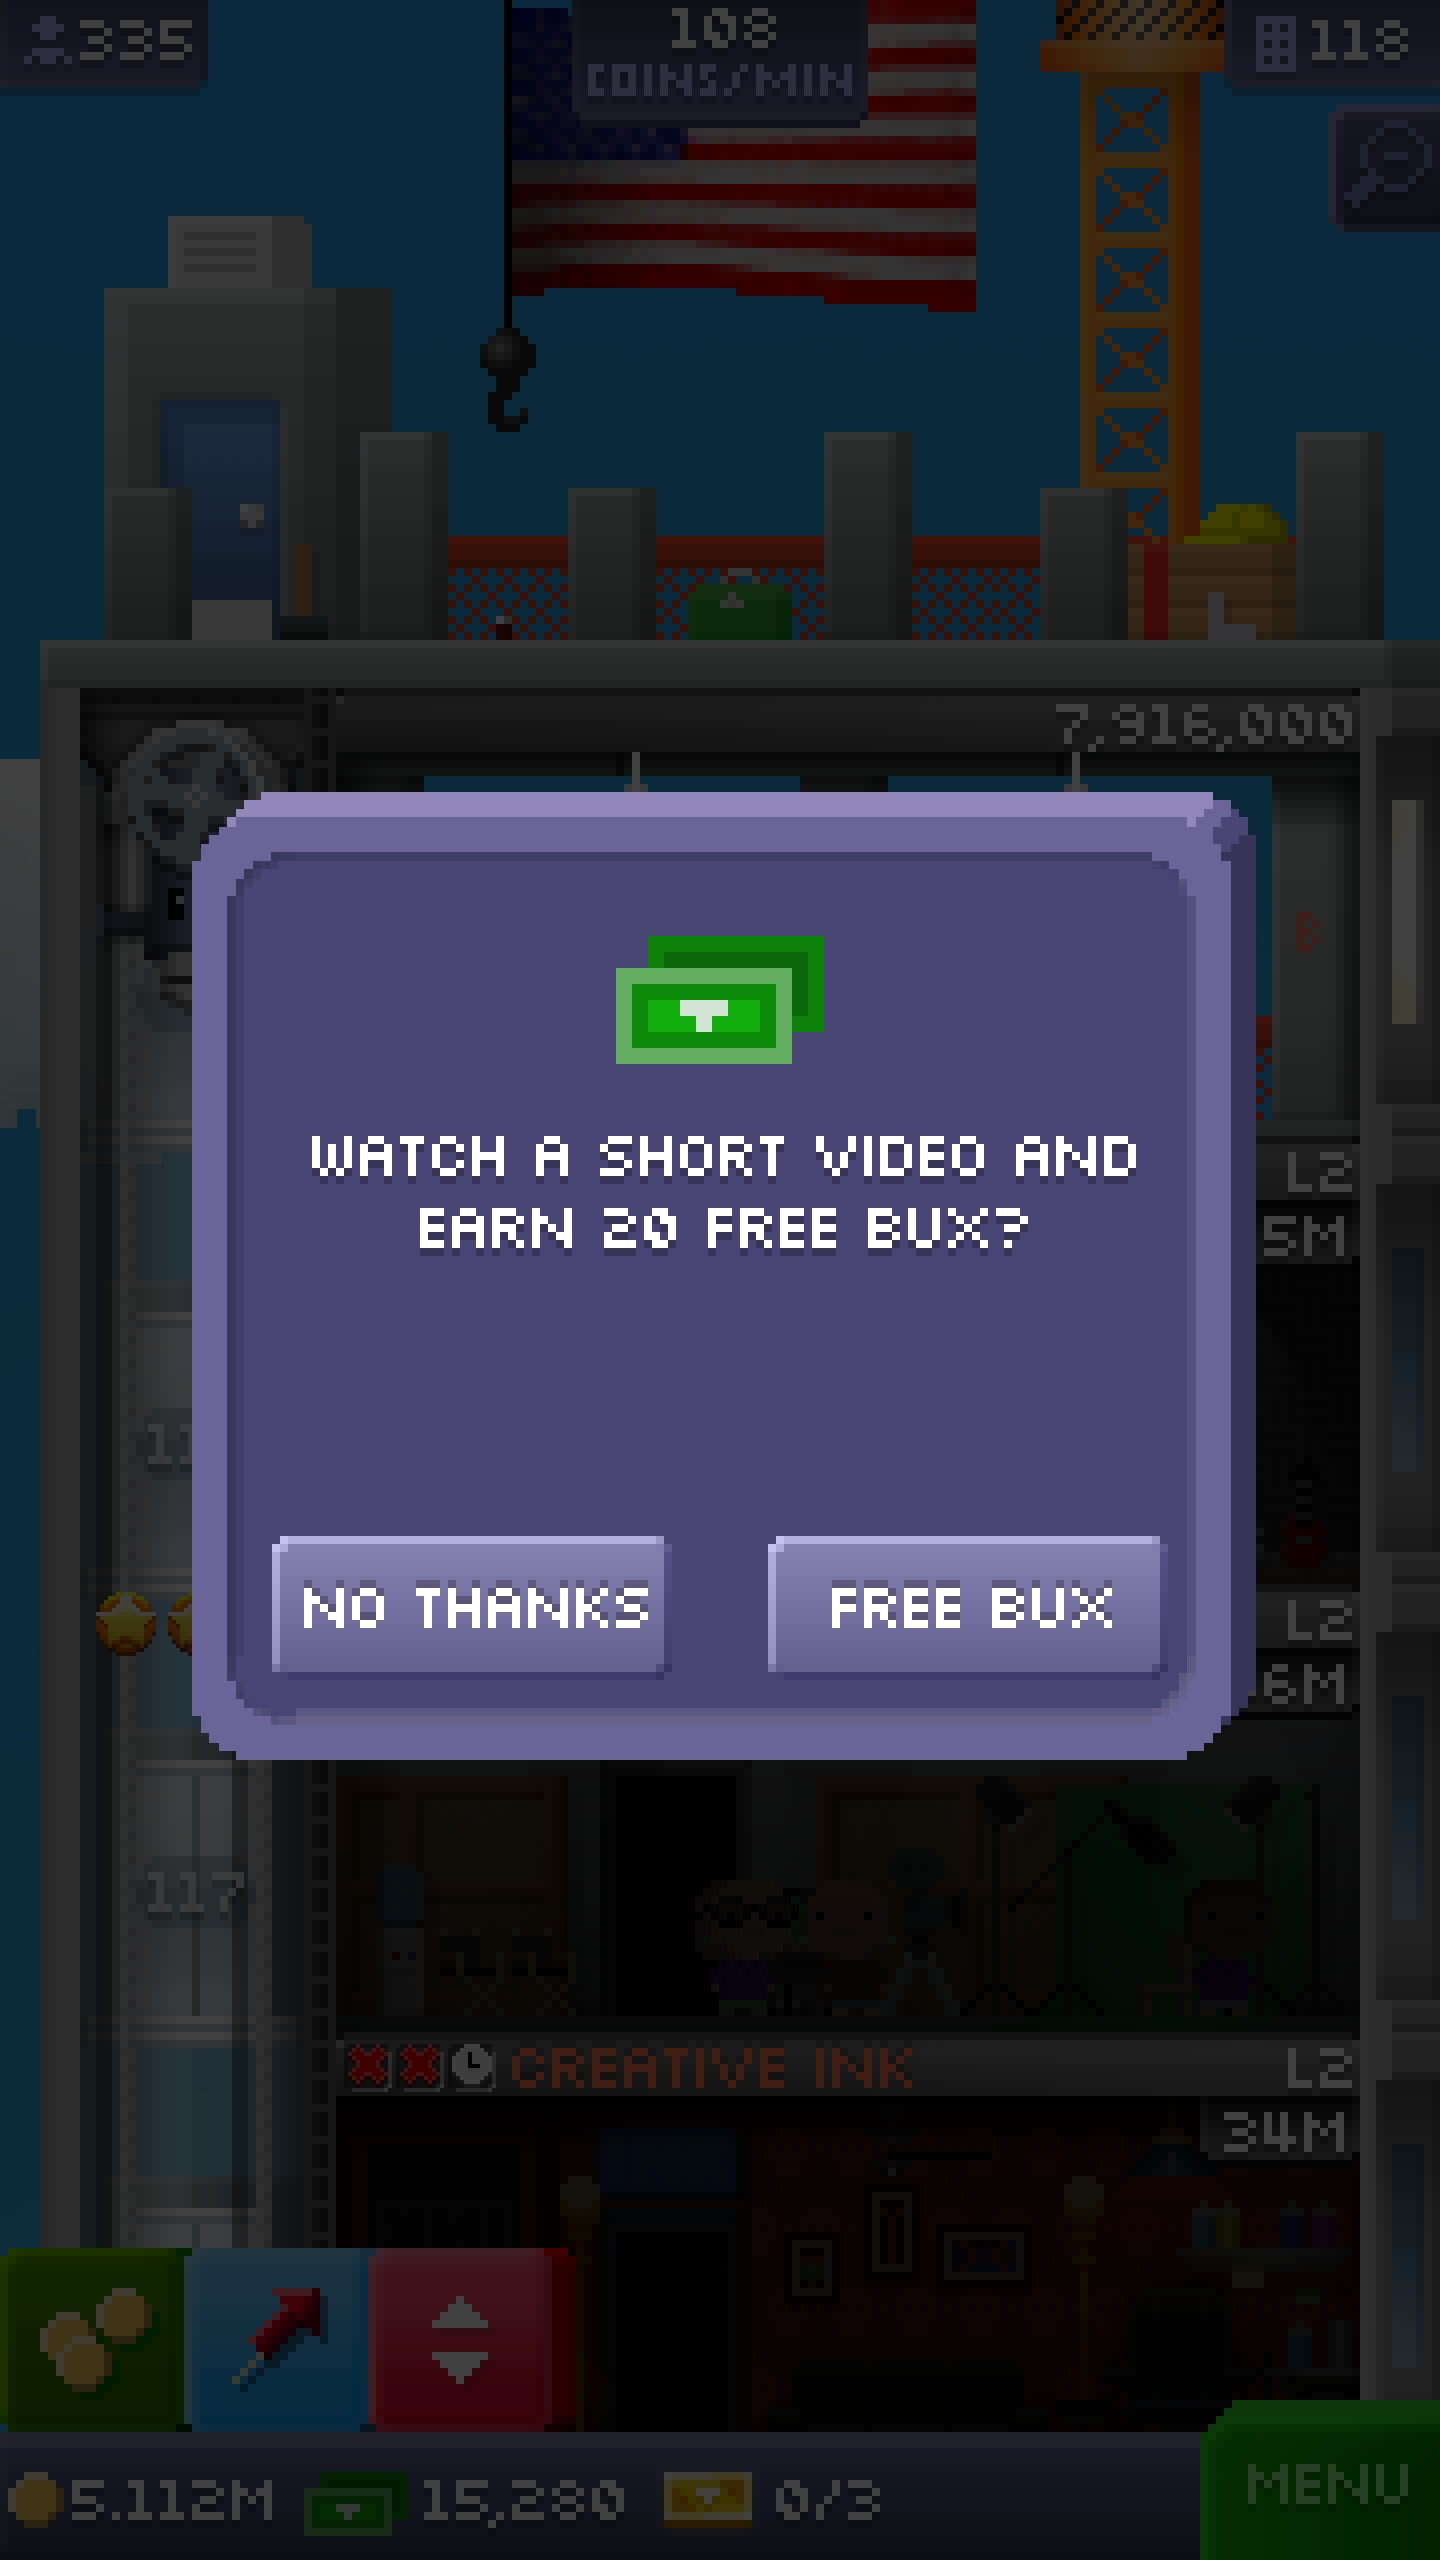 335
108
COINS/MIN
118
7,916,000
B
L2
5M
11
L2
.6M
117
CREATIVE INK
L2
34M
WATCH A SHORT VIDEO AND
EARN 20 FREE BUX?
NO THANKS
FREE BUX
5.112M
15,280
0/3
MENU